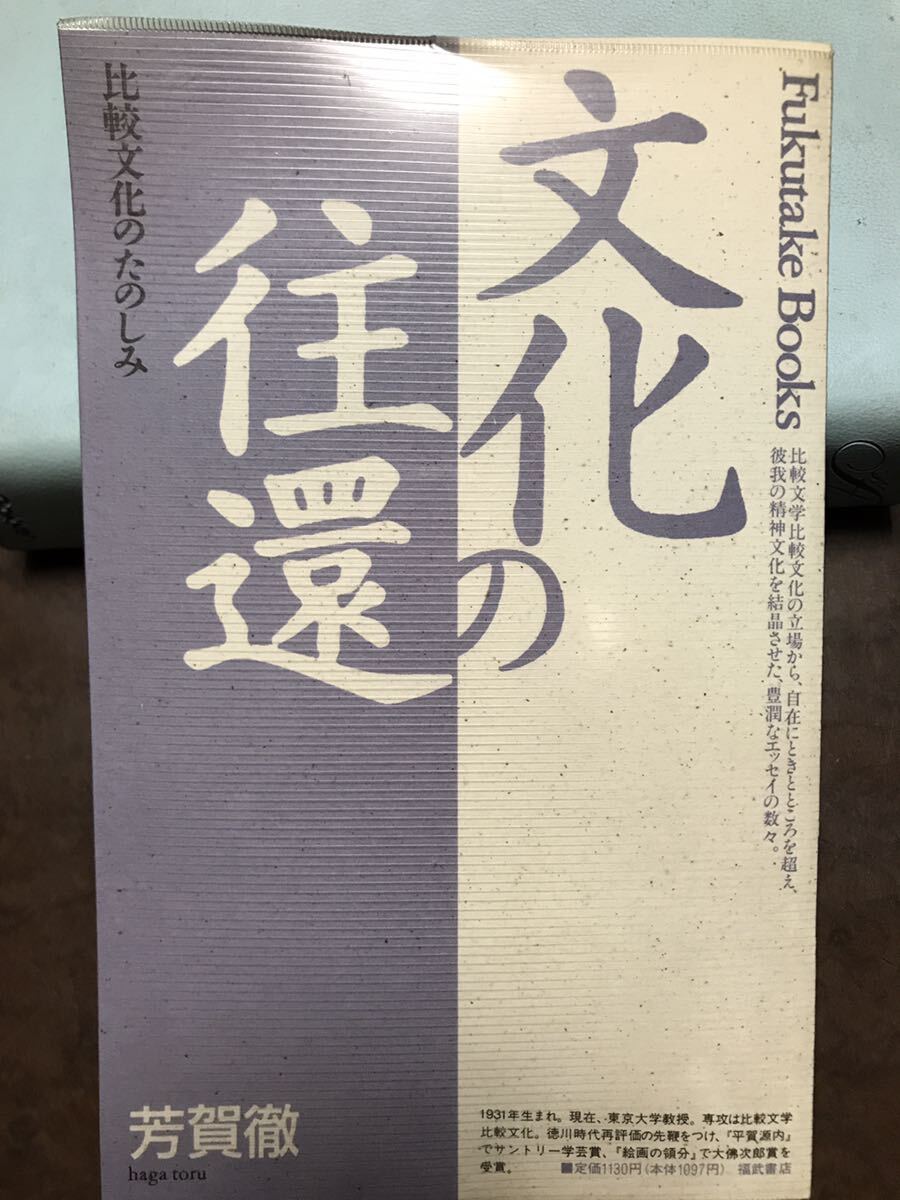 Fukutake Books
比較文学比較文化の立場から、自在にときところを超え、
彼我の精神文化を結晶させた、豊潤なエッセイの数々。
文化の
往還
比較文化のたのしみ
芳賀徹
haga toru
1931年生まれ。現在、東京大学教授。専攻は比較文学
比較文化。徳川時代再評価の先鞭をつけ、『平賀源内』
でサントリー学芸賞、『絵画の領分』で大佛次郎賞を
受賞。 ■定価1130円(本体1097円) 福武書店